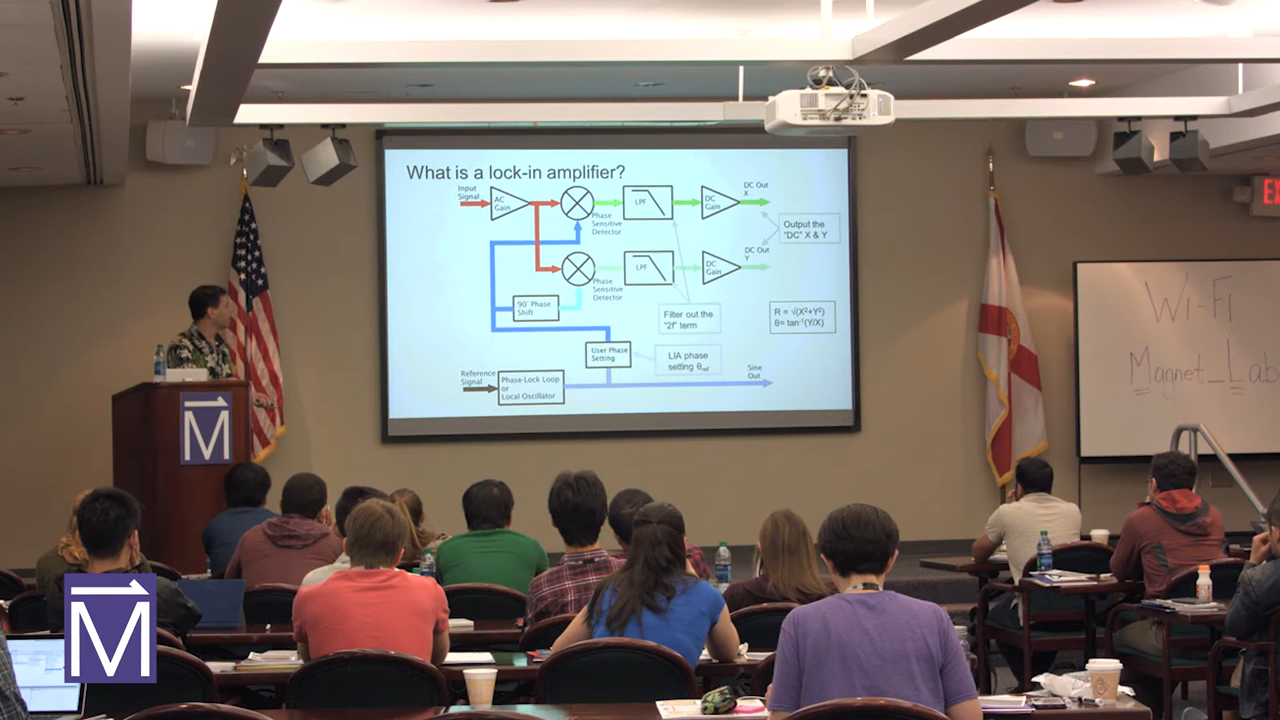 What is a lock-in amplifier?
Input
Signal
AC
Gain
Phase
Sensitive
Detector
LPF
DC
Gain
DC Out
X
Output the
"DC" X & Y
DC Out
Y
Phase
Sensitive
Detector
LPF
DC
Gain
90° Phase
Shift
Filter out the
"2f" term
R = √(X²+Y²)
θ= tan⁻¹(Y/X)
User Phase
Setting
LIA phase
setting θref
Reference
Signal
Phase-Lock Loop
or
Local Oscillator
Sine
Out
Wi-Fi
Magnet_Lab
M
M